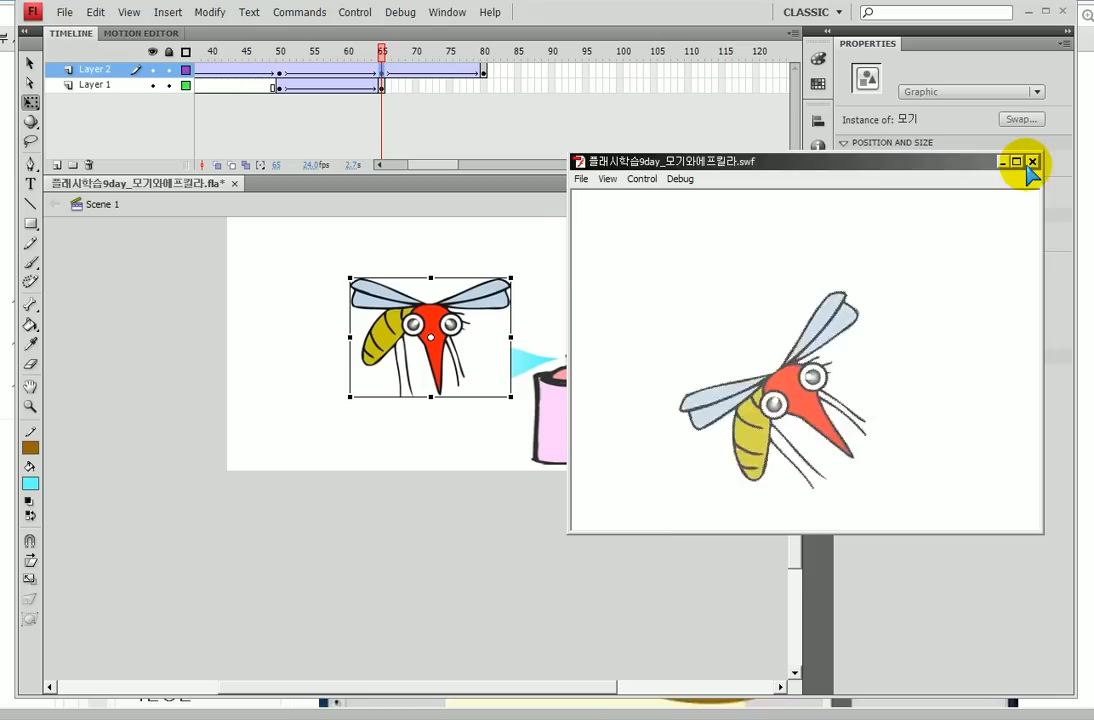 Fl File Edit View Insert Modify Text Commands Control Debug Window Help CLASSIC
TIMELINE MOTION EDITOR
40 45 50 55 60 65 70 75 80 85 90 95 100 105 110 115 120
Layer 2
Layer 1
65 24.0fps 2.7s
플래시학습9day_모기와에프킬라.fla*
Scene 1
PROPERTIES
Graphic
Instance of: 모기 Swap...
POSITION AND SIZE
플래시학습9day_모기와에프킬라.swf
File View Control Debug